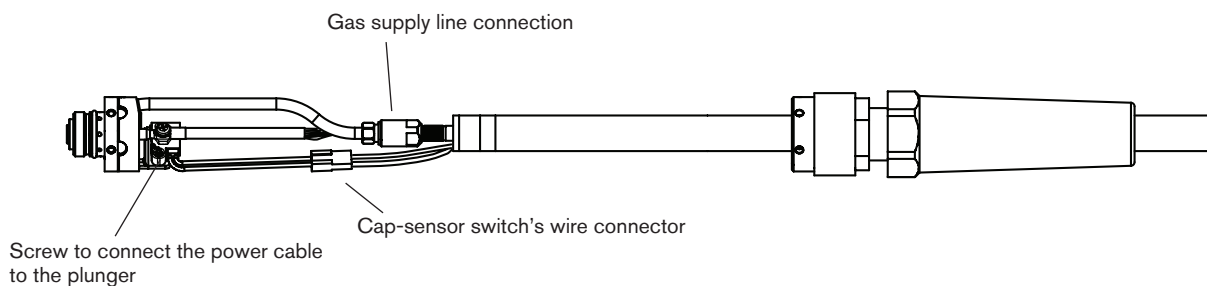 Gas supply line connection
Cap-sensor switch’s wire connector
Screw to connect the power cable
to the plunger